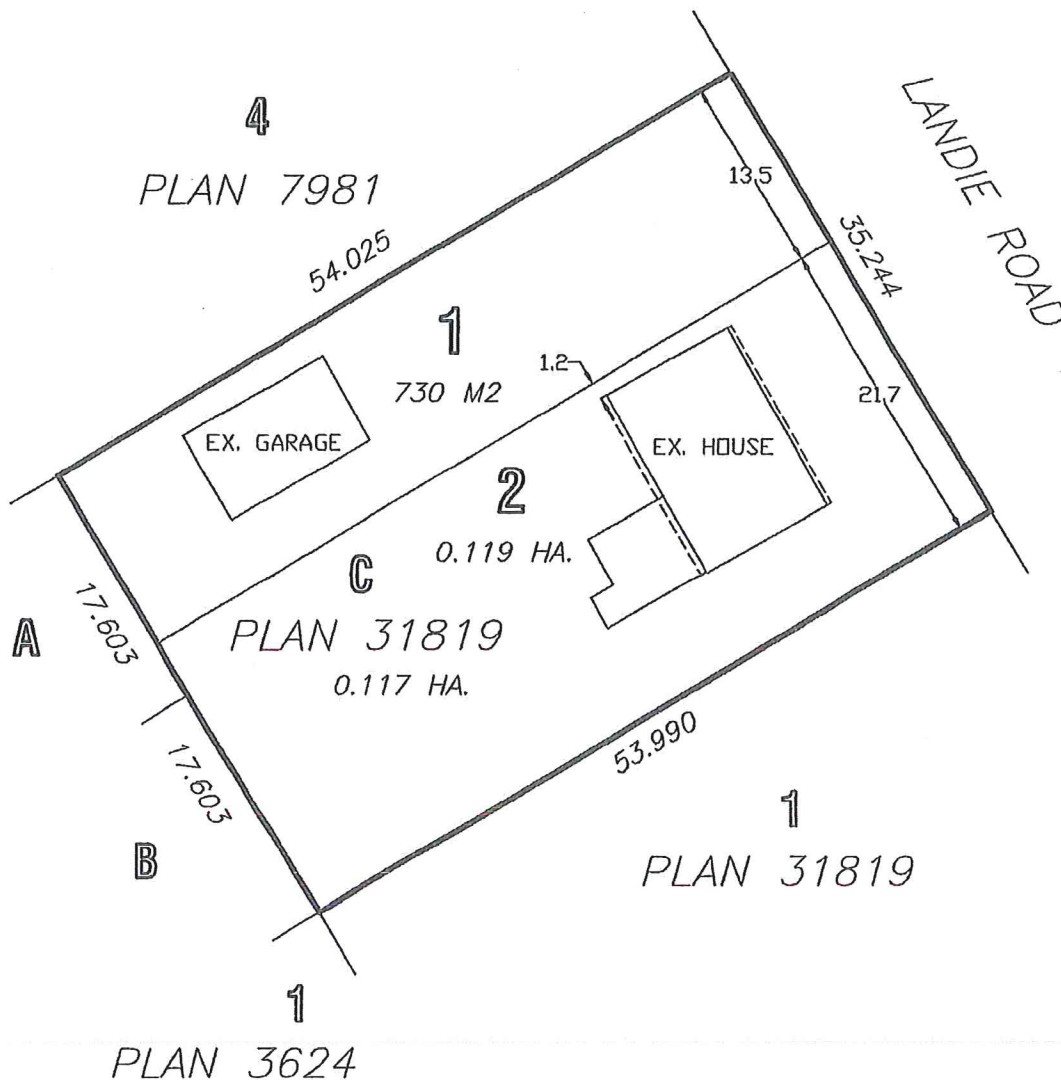 4
PLAN 7981
LANDIE ROAD
54.025
13.5
35.244
1
730 M2
1.2
21.7
EX. GARAGE
EX. HOUSE
2
0.119 HA.
C
PLAN 31819
0.117 HA.
17.603
A
17.603
B
53.990
1
PLAN 31819
1
PLAN 3624